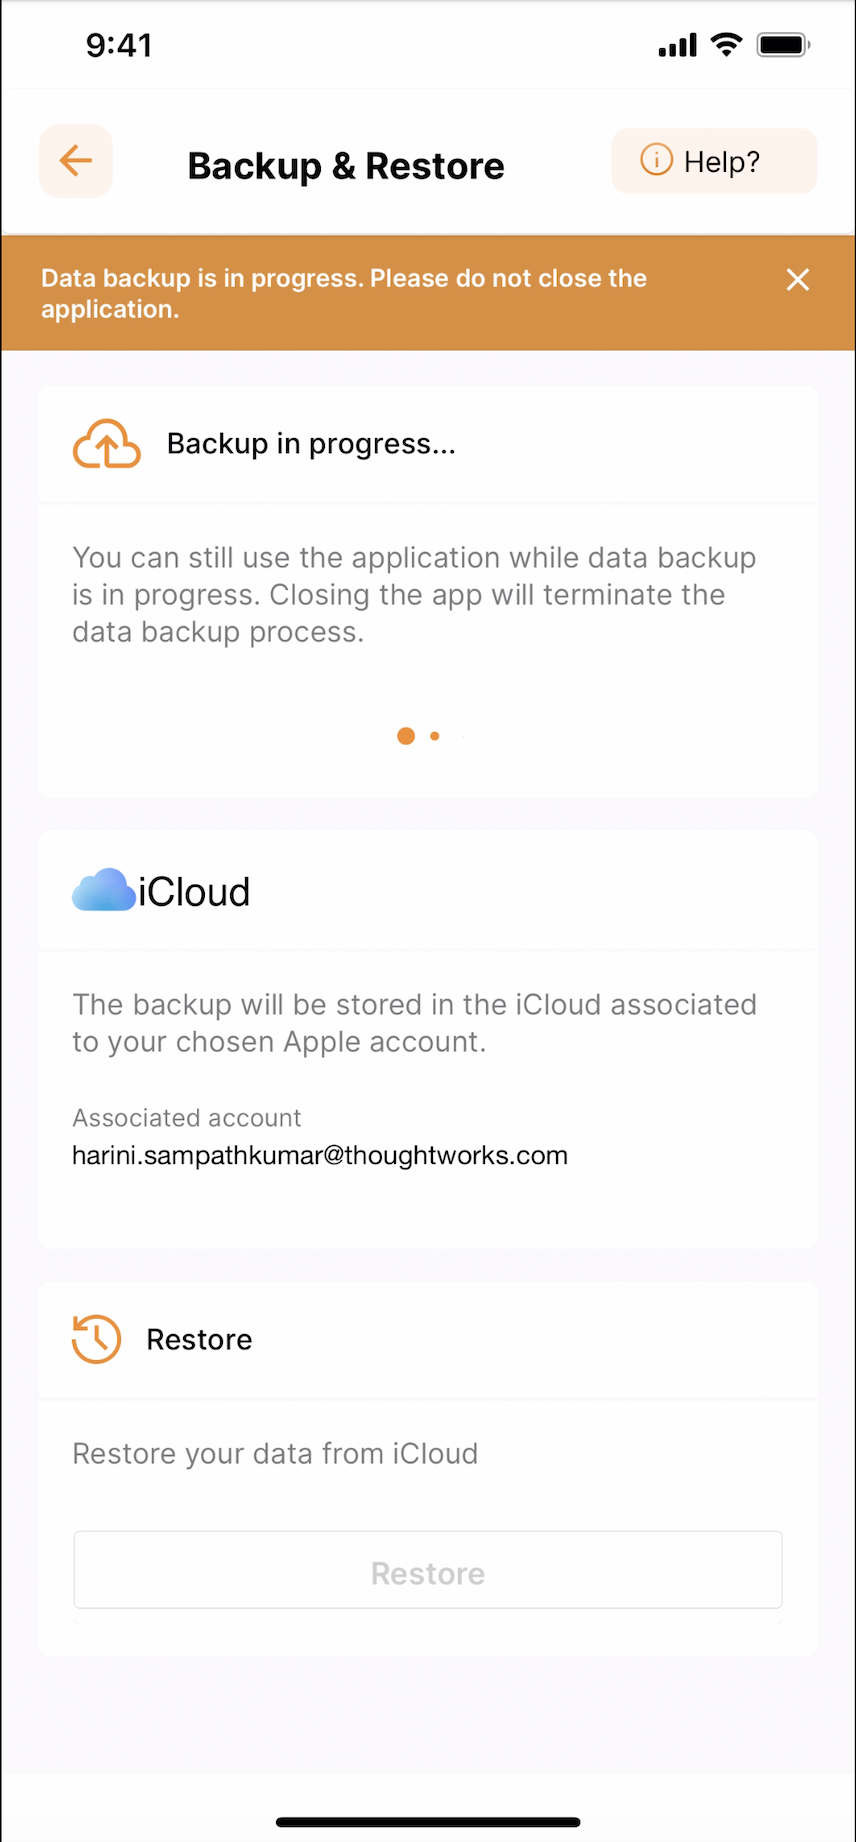 9:41
Backup & Restore
Help?
Data backup is in progress. Please do not close the
application.
Backup in progress...
You can still use the application while data backup
is in progress. Closing the app will terminate the
data backup process.
iCloud
The backup will be stored in the iCloud associated
to your chosen Apple account.
Associated account
harini.sampathkumar@thoughtworks.com
Restore
Restore your data from iCloud
Restore